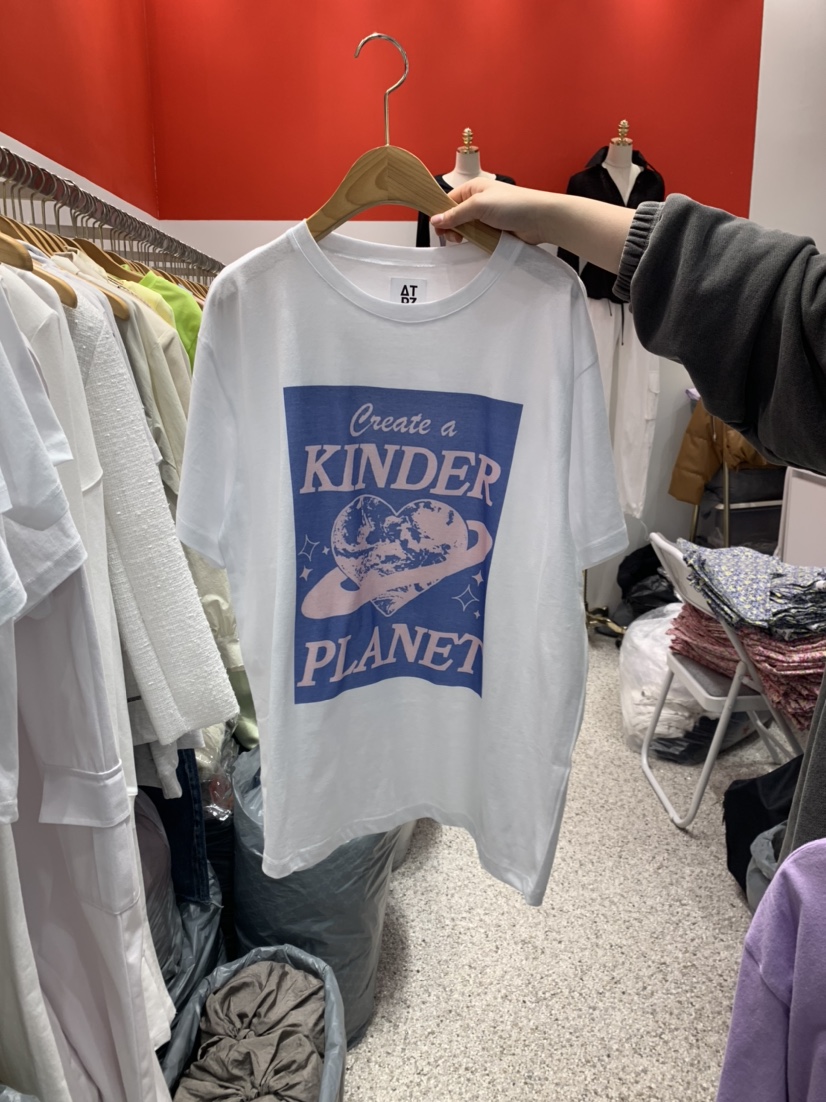 AT
Create a
KINDER
PLANET